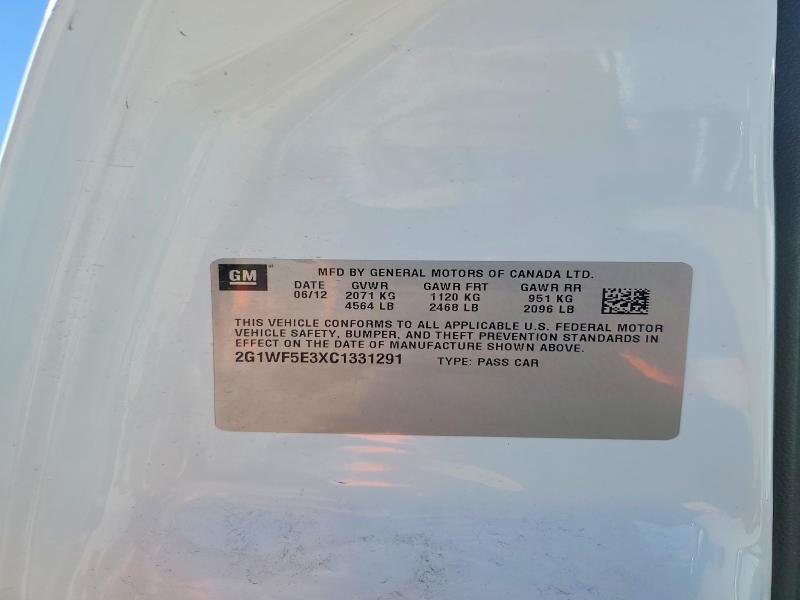 GM
MFD BY GENERAL MOTORS OF CANADA LTD.
DATE GVWR GAWR FRT GAWR RR
06/12 2071 KG 1120 KG 951 KG
4564 LB 2468 LB 2096 LB
THIS VEHICLE CONFORMS TO ALL APPLICABLE U.S. FEDERAL MOTOR
VEHICLE SAFETY, BUMPER, AND THEFT PREVENTION STANDARDS IN
EFFECT ON THE DATE OF MANUFACTURE SHOWN ABOVE.
2G1WF5E3XC1331291 TYPE: PASS CAR